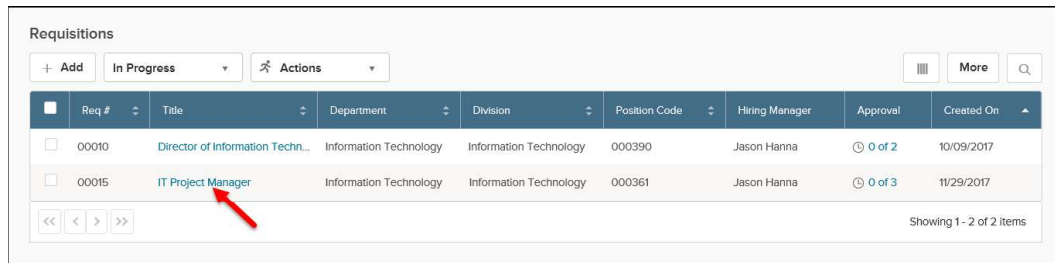 Requisitions
+ Add In Progress Actions More
Req # Title Department Division Position Code Hiring Manager Approval Created On
00010 Director of Information Techn... Information Technology Information Technology 000390 Jason Hanna 0 of 2 10/09/2017
00015 IT Project Manager Information Technology Information Technology 000361 Jason Hanna 0 of 3 11/29/2017
<< < > >> Showing 1 - 2 of 2 items